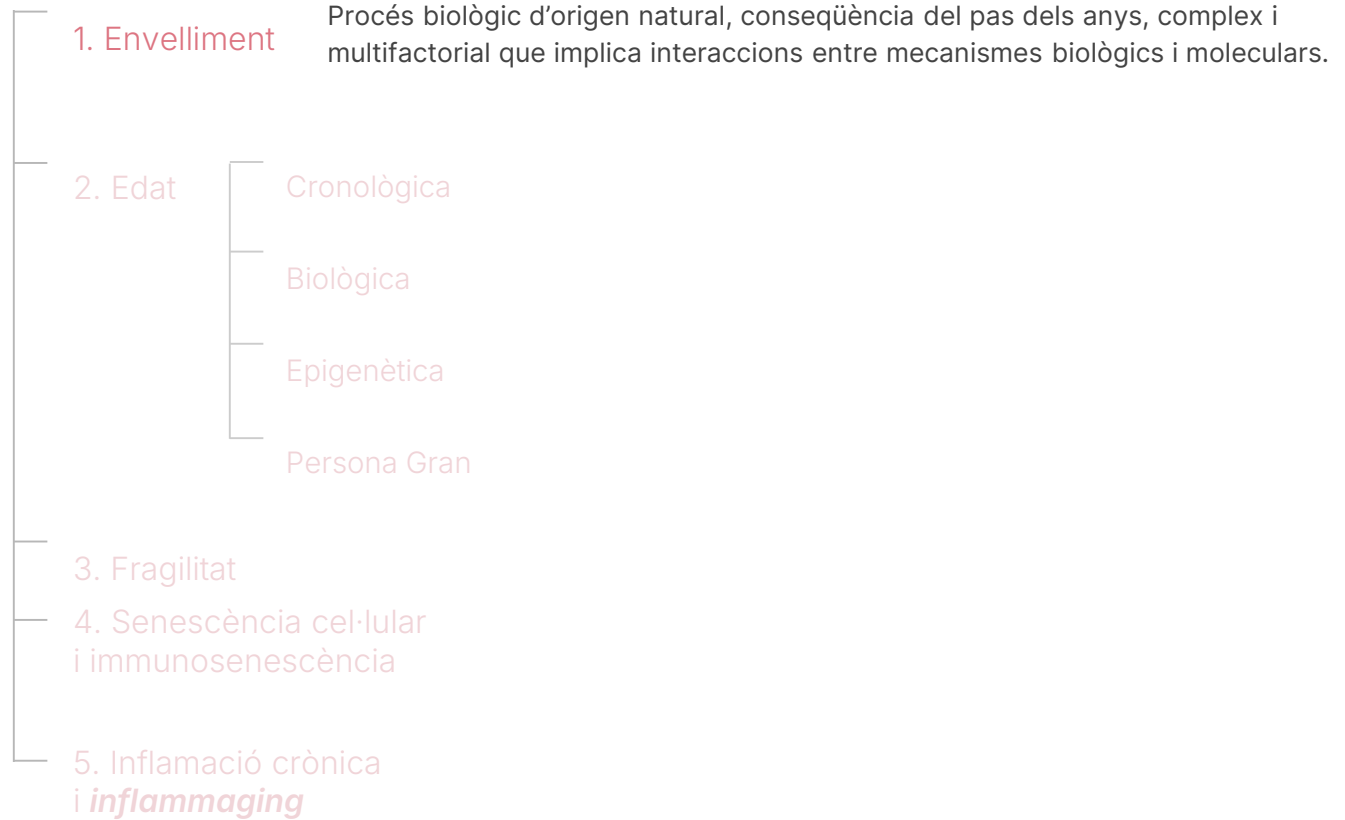 1. Envelliment
Procés biològic d’origen natural, conseqüència del pas dels anys, complex i
multifactorial que implica interaccions entre mecanismes biològics i moleculars.
2. Edat
Cronològica
Biològica
Epigenètica
Persona Gran
3. Fragilitat
4. Senescència cel·lular
i immunosenescència
5. Inflamació crònica
i inflammaging